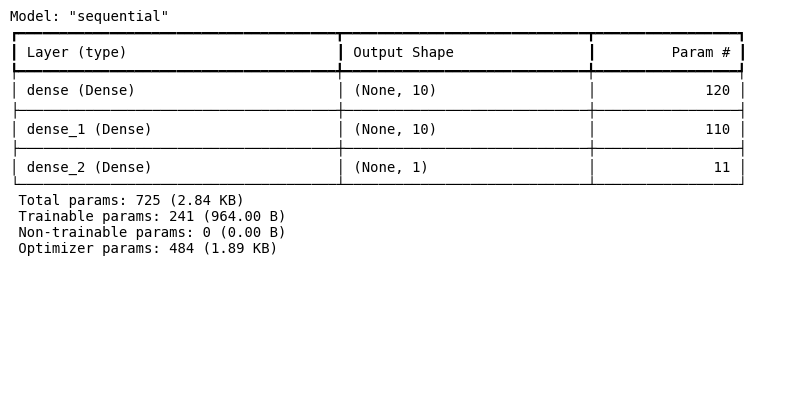 Model: "sequential"
Layer (type) Output Shape Param #
dense (Dense) (None, 10) 120
dense_1 (Dense) (None, 10) 110
dense_2 (Dense) (None, 1) 11
Total params: 725 (2.84 KB)
Trainable params: 241 (964.00 B)
Non-trainable params: 0 (0.00 B)
Optimizer params: 484 (1.89 KB)